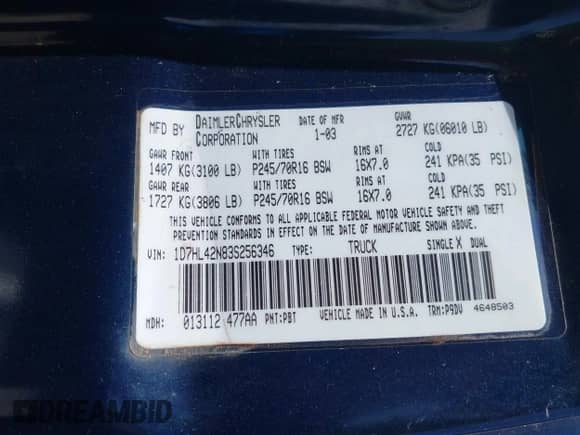 MFD BY DAIMLERCHRYSLER CORPORATION DATE OF MFR 1-03 GVWR 2727 KG(06010 LB)
GAWR FRONT WITH TIRES RIMS AT COLD
1407 KG(3100 LB) P245/70R16 BSW 16X7.0 241 KPA(35 PSI)
GAWR REAR WITH TIRES RIMS AT COLD
1727 KG(3806 LB) P245/70R16 BSW 16X7.0 241 KPA(35 PSI)
THIS VEHICLE CONFORMS TO ALL APPLICABLE FEDERAL MOTOR VEHICLE SAFETY AND
THEFT PREVENTION STANDARDS IN EFFECT ON THE DATE OF MANUFACTURE SHOWN ABOVE.
VIN: 1D7HL42N83S256346 TYPE: TRUCK SINGLE X DUAL
MDH: 013112 477AA PNT:PBT VEHICLE MADE IN U.S.A. TRM:P9DV 4648503
DREAMBID